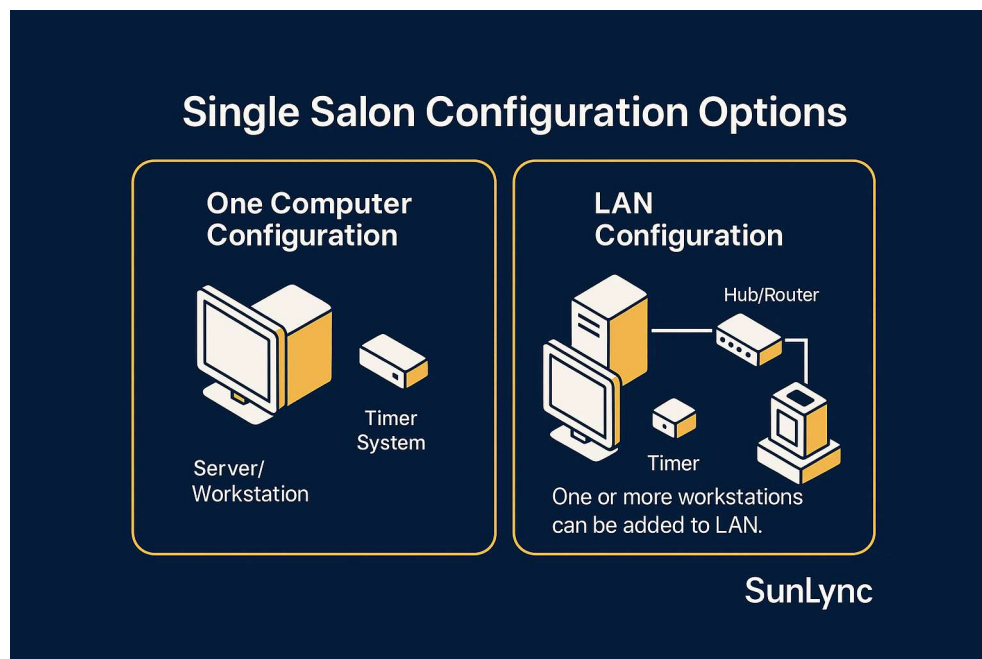 Single Salon Configuration Options
One Computer
Configuration
Timer
System
Server/
Workstation
LAN
Configuration
Hub/Router
Timer
One or more workstations
can be added to LAN.
SunLync